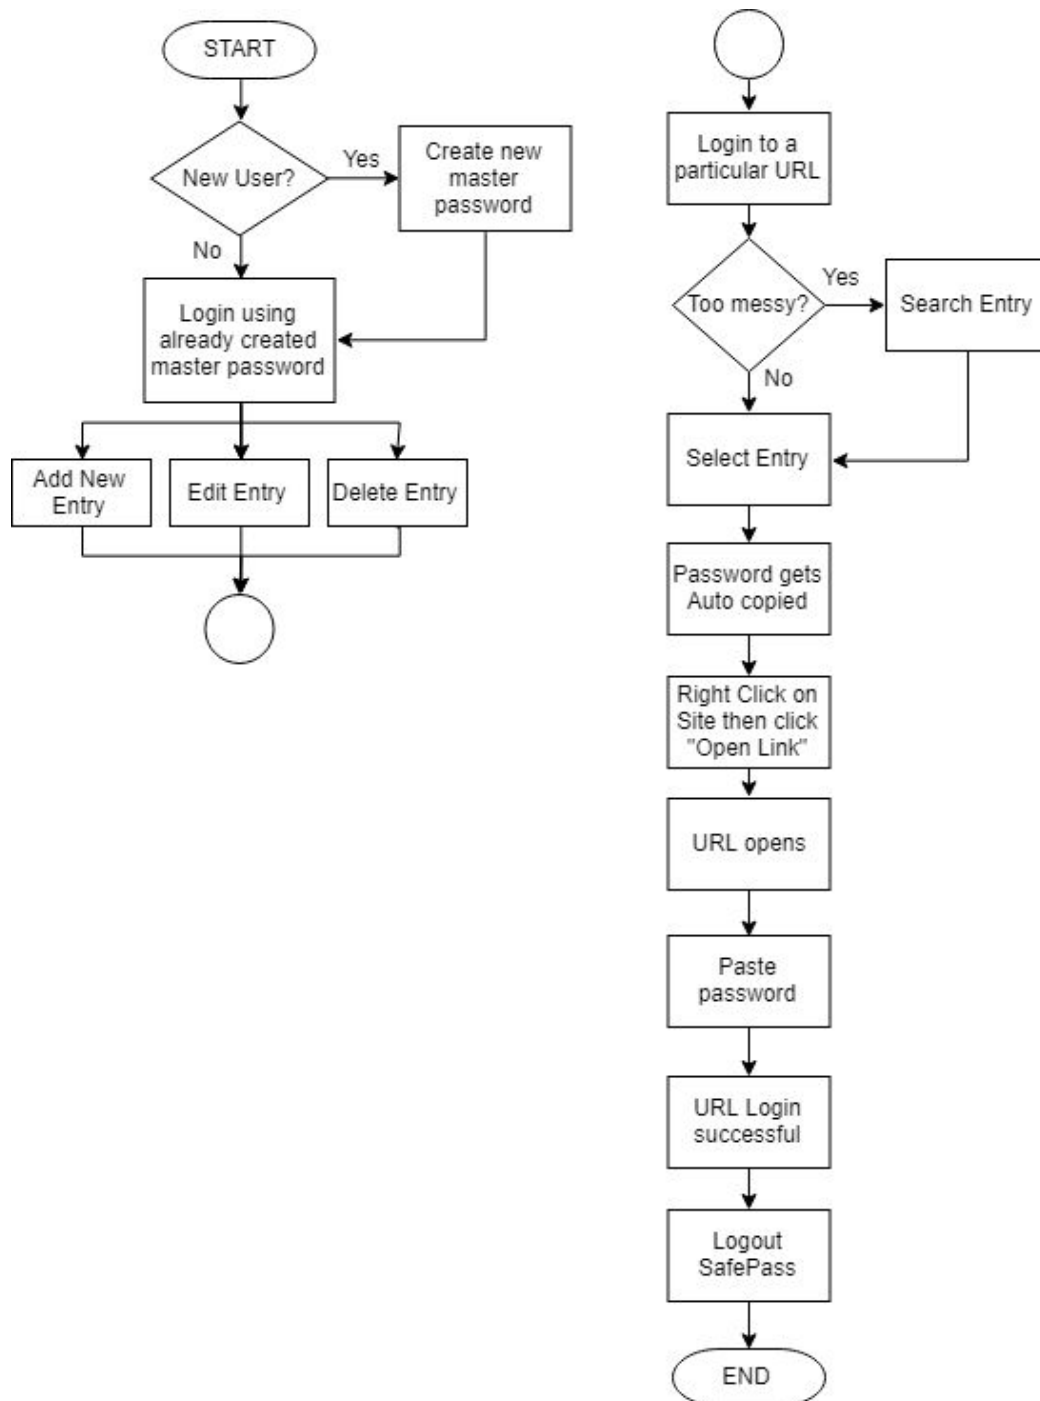 START
New User?
Yes
Create new
master
password
No
Login using
already created
master password
Add New
Entry
Edit Entry
Delete Entry
Login to a
particular URL
Too messy?
Yes
Search Entry
No
Select Entry
Password gets
Auto copied
Right Click on
Site then click
"Open Link"
URL opens
Paste
password
URL Login
successful
Logout
SafePass
END